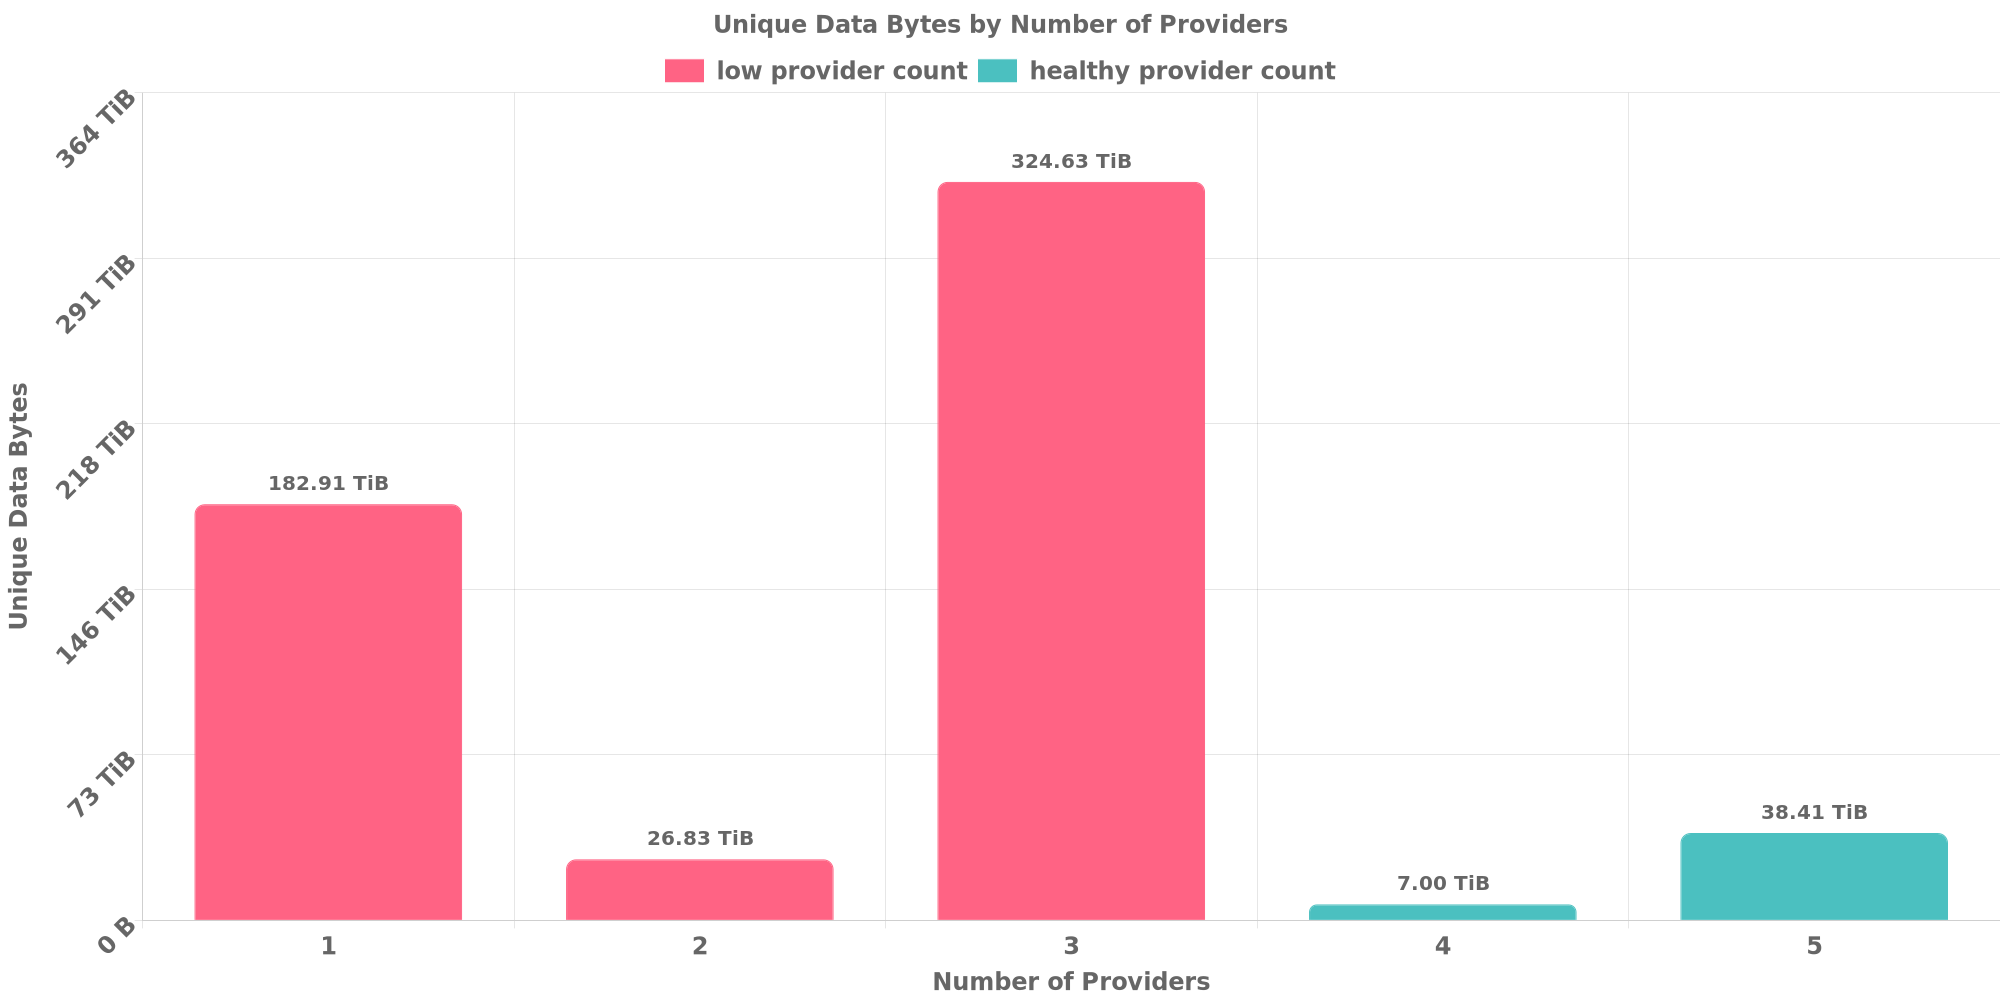 Unique Data Bytes by Number of Providers
low provider count healthy provider count
364 TiB
291 TiB
218 TiB
146 TiB
73 TiB
0 B
Unique Data Bytes
182.91 TiB
26.83 TiB
324.63 TiB
7.00 TiB
38.41 TiB
1 2 3 4 5
Number of Providers